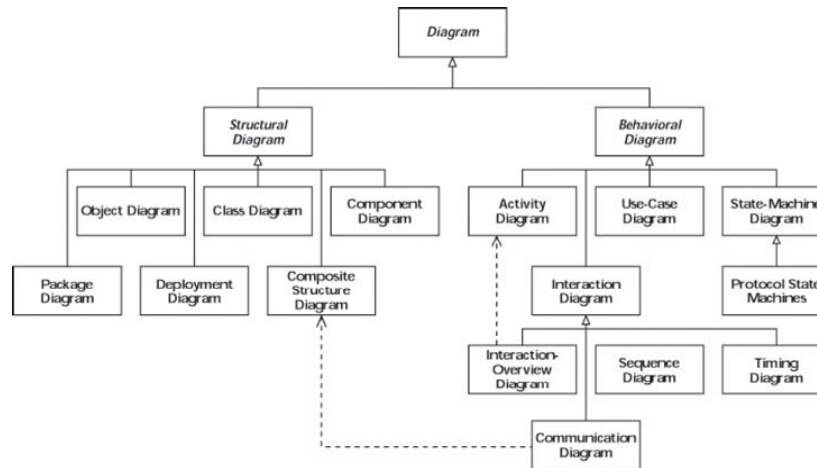 Diagram
Structural
Diagram
Behavioral
Diagram
Object Diagram
Class Diagram
Component
Diagram
Activity
Diagram
Use-Case
Diagram
State-Machine
Diagram
Package
Diagram
Deployment
Diagram
Composite
Structure
Diagram
Interaction
Diagram
Protocol State
Machines
Interaction-
Overview
Diagram
Sequence
Diagram
Timing
Diagram
Communication
Diagram